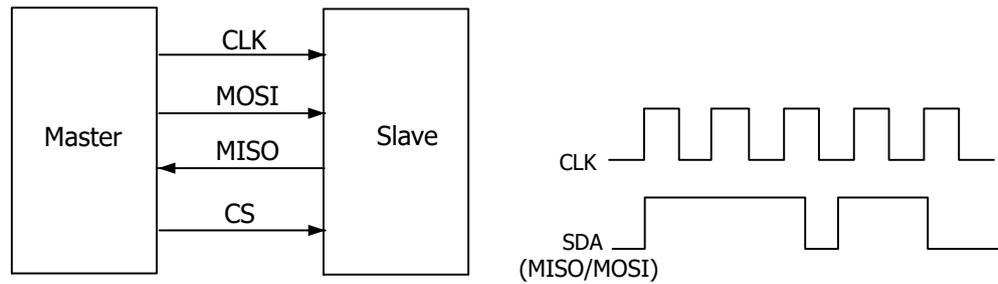 CLK
MOSI
Master
Slave
MISO
CS
CLK
SDA
(MISO/MOSI)